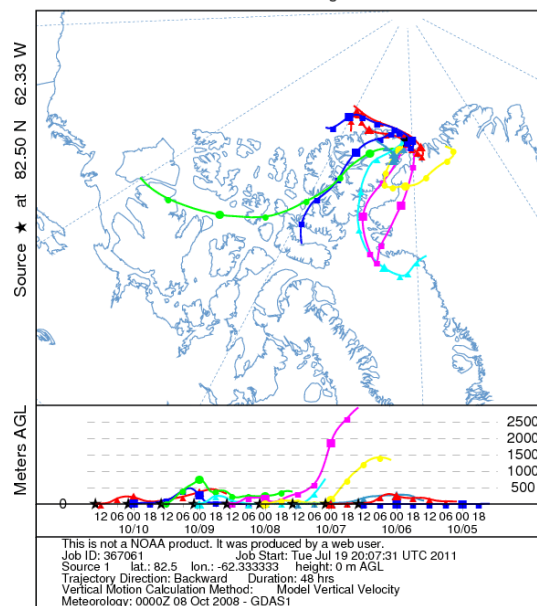 Source ★ at 82.50 N 62.33 W
Meters AGL
2500
2000
1500
1000
500
0
12 06 00 18 12 06 00 18 12 06 00 18 12 06 00 18 12 06 00 18 12 06 00 18
10/10 10/09 10/08 10/07 10/06 10/05
This is not a NOAA product. It was produced by a web user.
Job ID: 367061 Job Start: Tue Jul 19 20:07:31 UTC 2011
Source 1 lat.: 82.5 lon.: -62.333333 height: 0 m AGL
Trajectory Direction: Backward Duration: 48 hrs
Vertical Motion Calculation Method: Model Vertical Velocity
Meteorology: 0000Z 08 Oct 2008 - GDAS1